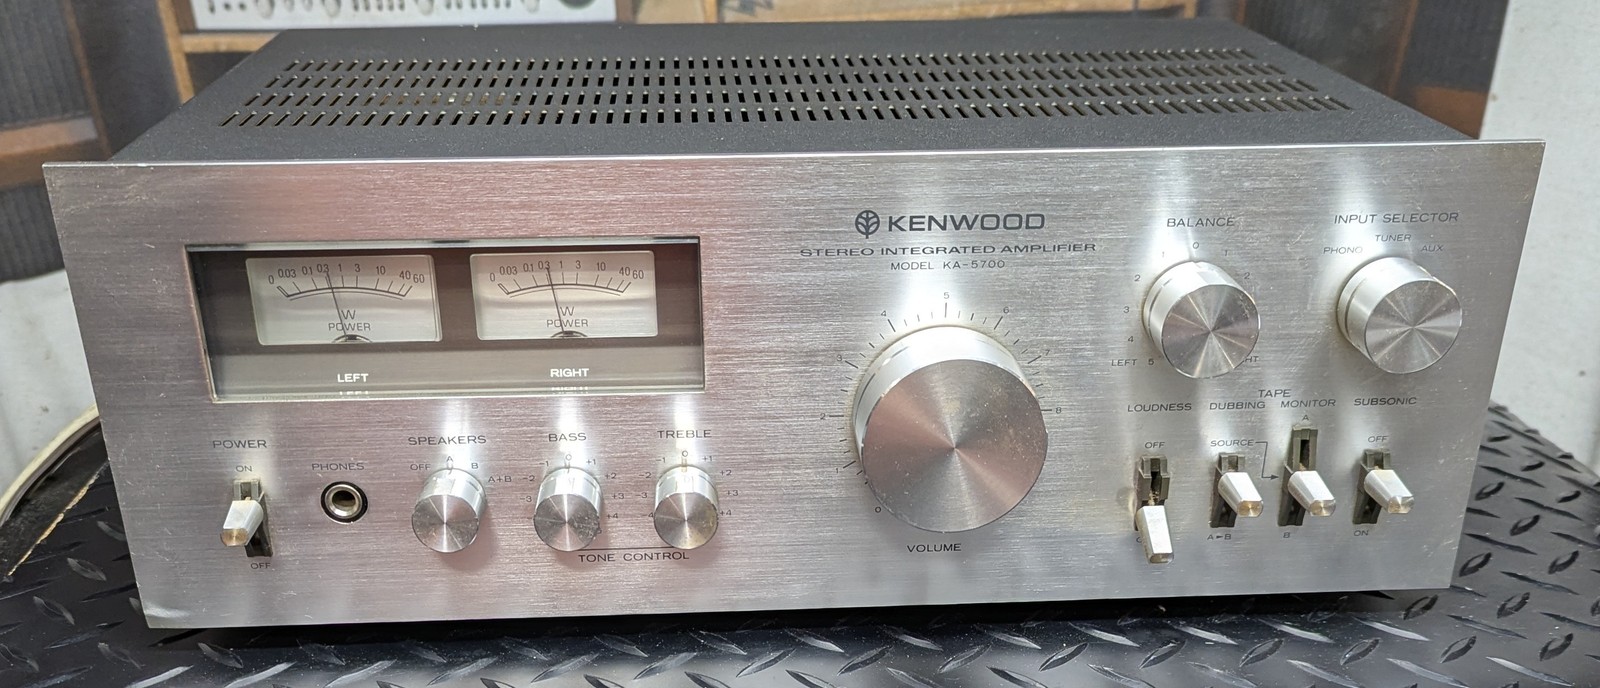 KENWOOD
STEREO INTEGRATED AMPLIFIER
MODEL KA-5700
0 0.03 0.1 0.3 1 3 10 40 60
W
POWER
LEFT
0 0.03 0.1 0.3 1 3 10 40 60
W
POWER
RIGHT
POWER
ON
OFF
PHONES
SPEAKERS
OFF A B A+B
BASS
-3 -2 -1 0 +1 +2 +3 +4
TREBLE
-4 -3 -2 -1 0 +1 +2 +3 +4
TONE CONTROL
0 1 2 3 4 5 6 7 8
VOLUME
BALANCE
5 4 3 2 1 0 1 2
LEFT
INPUT SELECTOR
PHONO TUNER AUX
LOUDNESS
OFF
TAPE
DUBBING MONITOR
SOURCE
A►B
A
B
SUBSONIC
OFF
ON